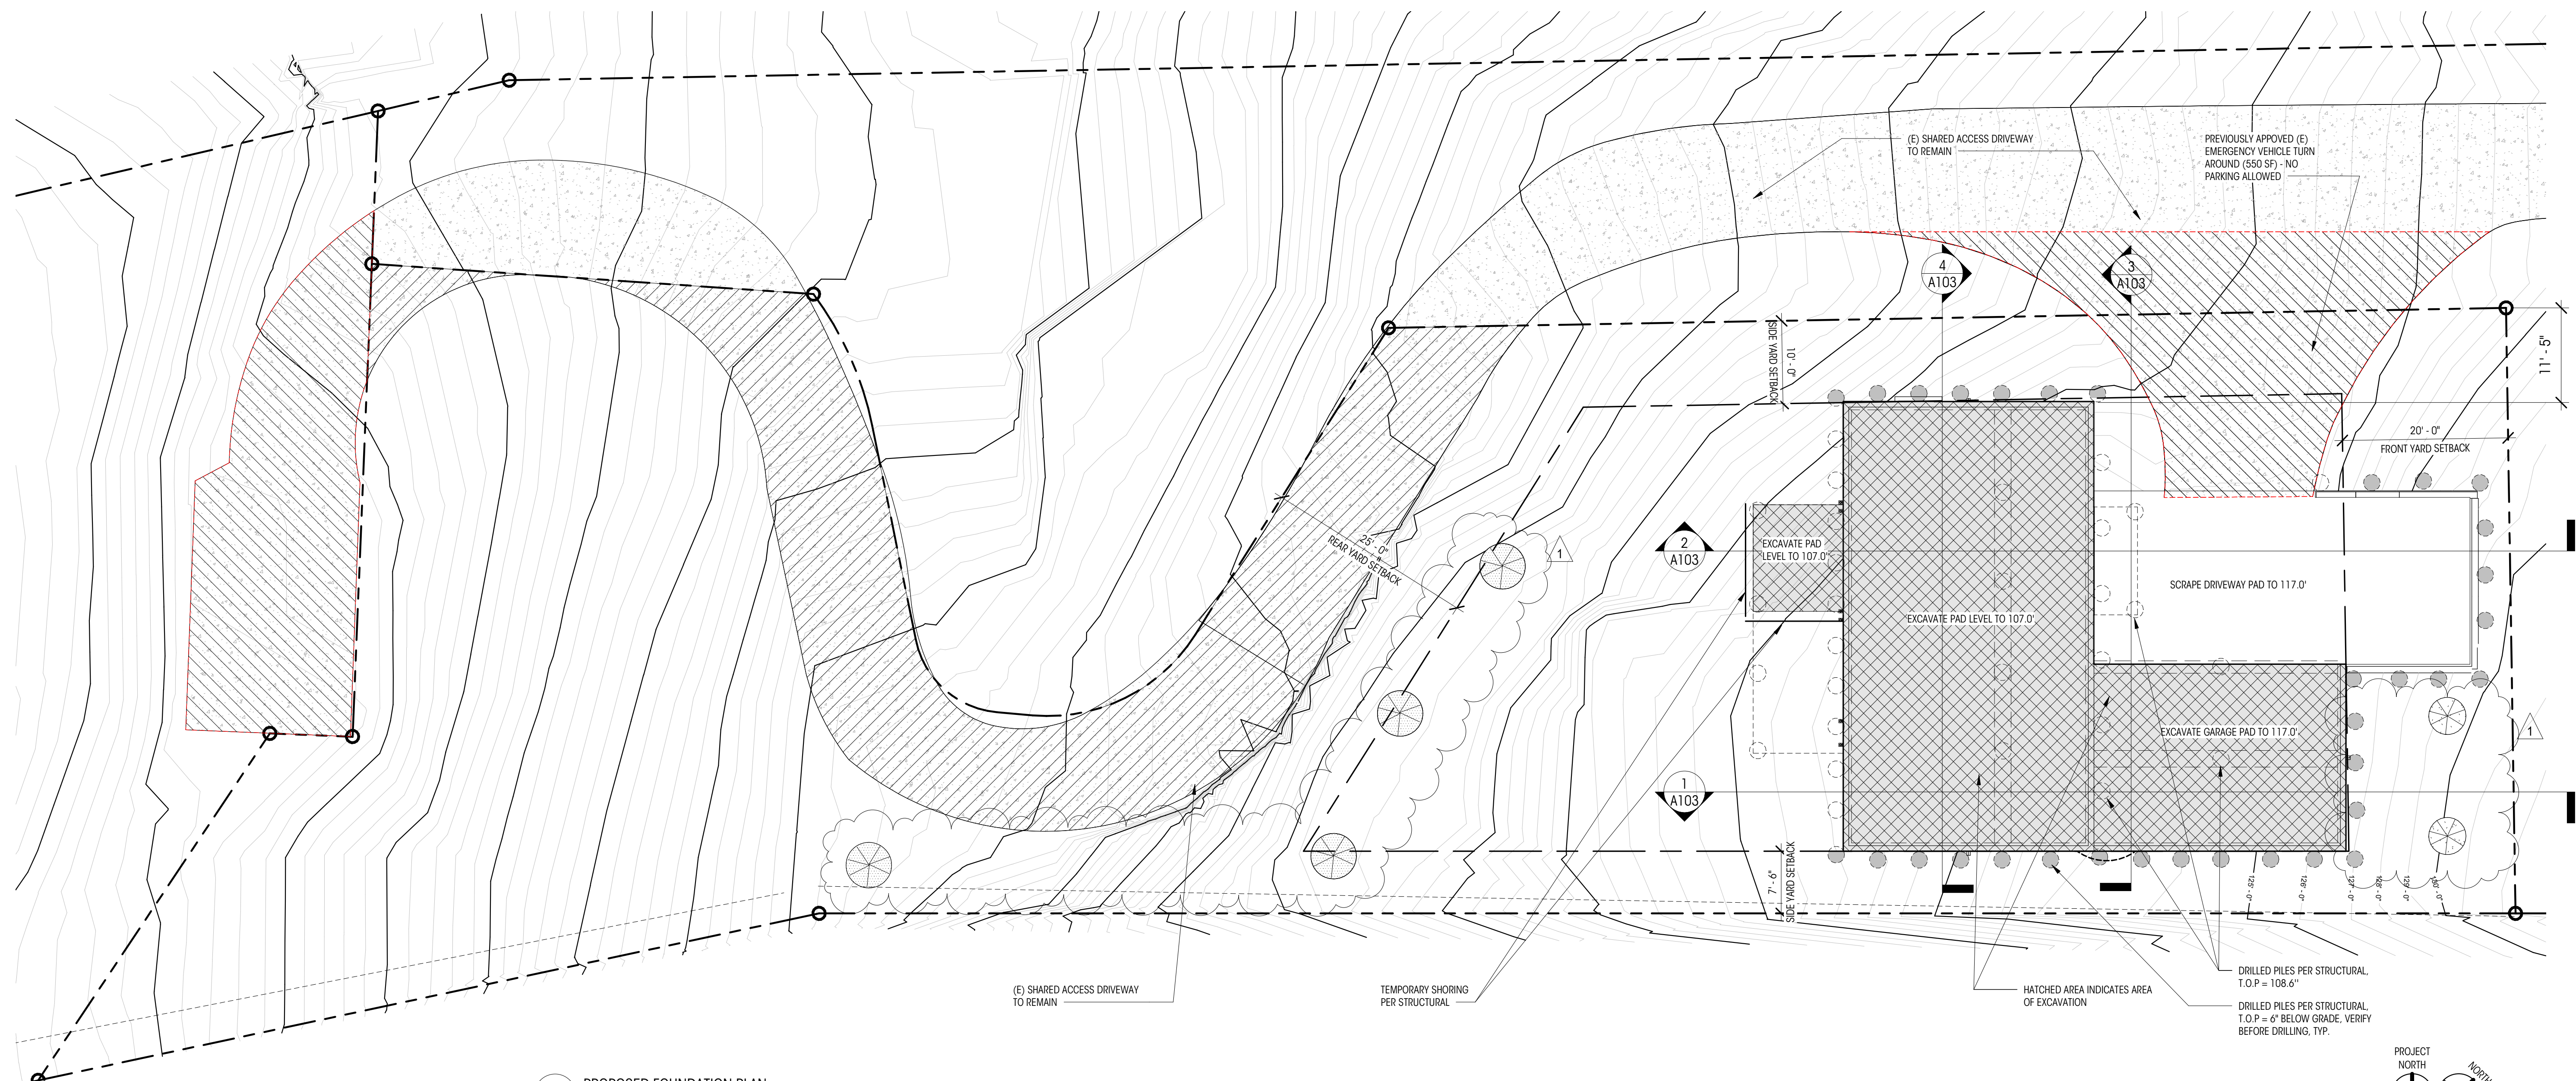 (E) SHARED ACCESS DRIVEWAY
TO REMAIN
PREVIOUSLY APPOVED (E)
EMERGENCY VEHICLE TURN
AROUND (550 SF) - NO
PARKING ALLOWED
4
A103
3
A103
SIDE YARD SETBACK
10' - 0"
11' - 5"
20' - 0"
FRONT YARD SETBACK
25' - 0"
REAR YARD SETBACK
1
2
A103
EXCAVATE PAD
LEVEL TO 107.0'
SCRAPE DRIVEWAY PAD TO 117.0'
EXCAVATE PAD LEVEL TO 107.0'
EXCAVATE GARAGE PAD TO 117.0'
1
1
A103
7' - 6"
SIDE YARD SETBACK
125' - 0"
126' - 0"
127' - 0"
128' - 0"
129' - 0"
130' - 0"
(E) SHARED ACCESS DRIVEWAY
TO REMAIN
TEMPORARY SHORING
PER STRUCTURAL
HATCHED AREA INDICATES AREA
OF EXCAVATION
DRILLED PILES PER STRUCTURAL,
T.O.P = 108.6"
DRILLED PILES PER STRUCTURAL,
T.O.P = 6" BELOW GRADE, VERIFY
BEFORE DRILLING, TYP.
PROJECT
NORTH
NORTH
PROPOSED FOUNDATION PLAN